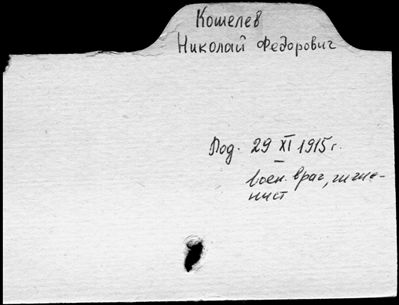 Кошелев
Николай Федорович
Род. 29 XI 1915 г.
воен. врач, гигие-
нист